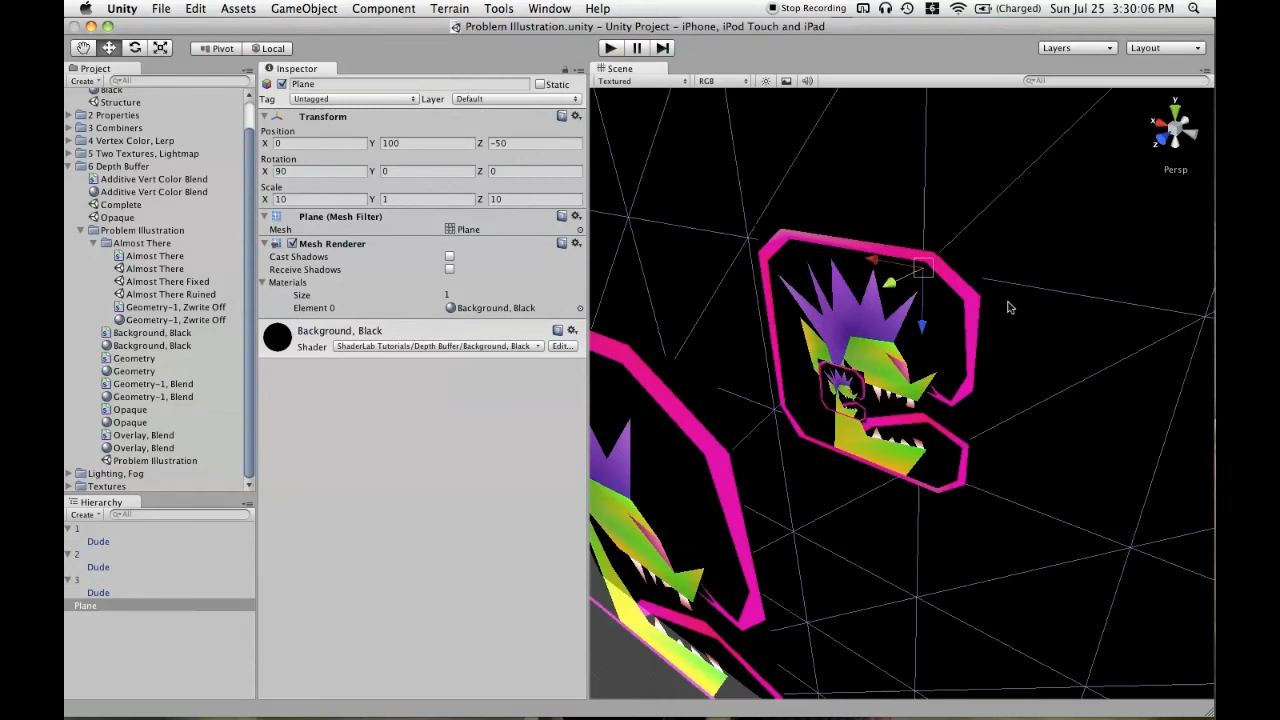 Unity File Edit Assets GameObject Component Terrain Tools Window Help Stop Recording (Charged) Sun Jul 25 3:30:06 PM
Problem Illustration.unity - Unity Project - iPhone, iPod Touch and iPad
Pivot Local Layers Layout
Project
Create All
Black
Structure
2 Properties
3 Combiners
4 Vertex Color, Lerp
5 Two Textures, Lightmap
6 Depth Buffer
Additive Vert Color Blend
Additive Vert Color Blend
Complete
Opaque
Problem Illustration
Almost There
Almost There
Almost There
Almost There Fixed
Almost There Ruined
Geometry-1, Zwrite Off
Geometry-1, Zwrite Off
Background, Black
Background, Black
Geometry
Geometry
Geometry-1, Blend
Geometry-1, Blend
Opaque
Opaque
Overlay, Blend
Overlay, Blend
Problem Illustration
Lighting, Fog
Textures
Hierarchy
Create All
1
Dude
2
Dude
3
Dude
Plane
Inspector
Plane Static
Tag Untagged Layer Default
Transform
Position
X 0 Y 100 Z -50
Rotation
X 90 Y 0 Z 0
Scale
X 10 Y 1 Z 10
Plane (Mesh Filter)
Mesh Plane
Mesh Renderer
Cast Shadows
Receive Shadows
Materials
Size 1
Element 0 Background, Black
Background, Black
Shader ShaderLab Tutorials/Depth Buffer/Background, Black Edit...
Scene
Textured RGB All
y
x
z
Persp